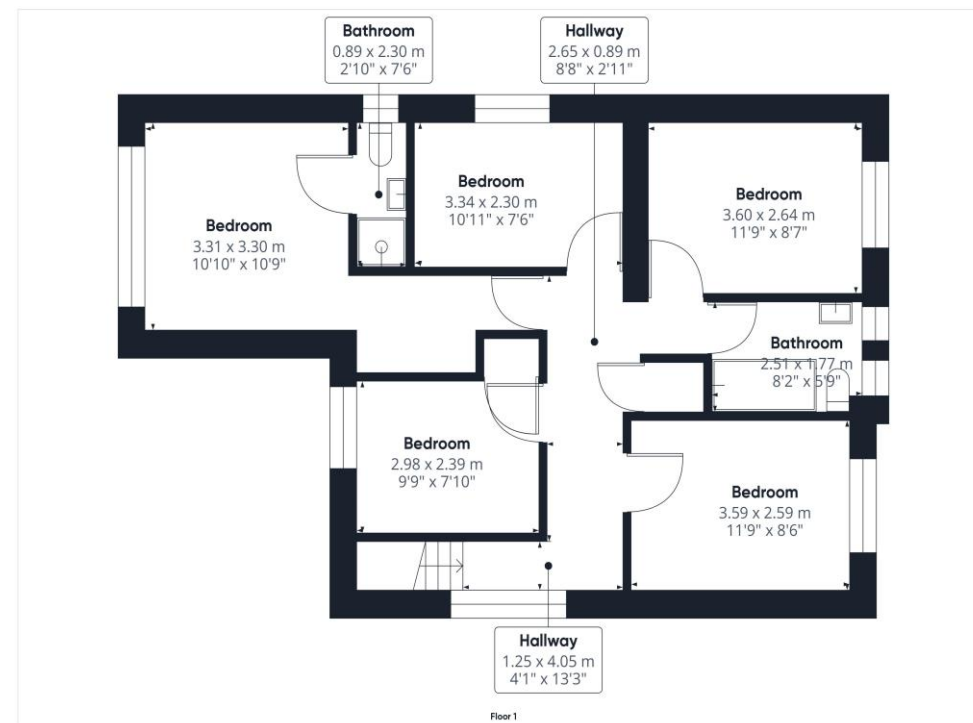 Bathroom
0.89 x 2.30 m
2'10" x 7'6"
Hallway
2.65 x 0.89 m
8'8" x 2'11"
Bedroom
3.31 x 3.30 m
10'10" x 10'9"
Bedroom
3.34 x 2.30 m
10'11" x 7'6"
Bedroom
3.60 x 2.64 m
11'9" x 8'7"
Bathroom
2.51 x 1.77 m
8'2" x 5'9"
Bedroom
2.98 x 2.39 m
9'9" x 7'10"
Bedroom
3.59 x 2.59 m
11'9" x 8'6"
Hallway
1.25 x 4.05 m
4'1" x 13'3"
Floor 1